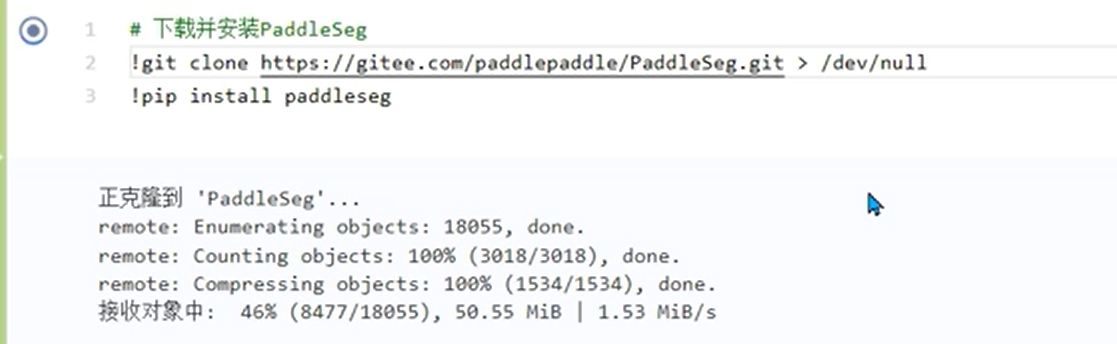 1 # 下载并安装PaddleSeg
2 !git clone https://gitee.com/paddlepaddle/PaddleSeg.git > /dev/null
3 !pip install paddleseg
正克隆到 'PaddleSeg'...
remote: Enumerating objects: 18055, done.
remote: Counting objects: 100% (3018/3018), done.
remote: Compressing objects: 100% (1534/1534), done.
接收对象中:  46% (8477/18055), 50.55 MiB | 1.53 MiB/s